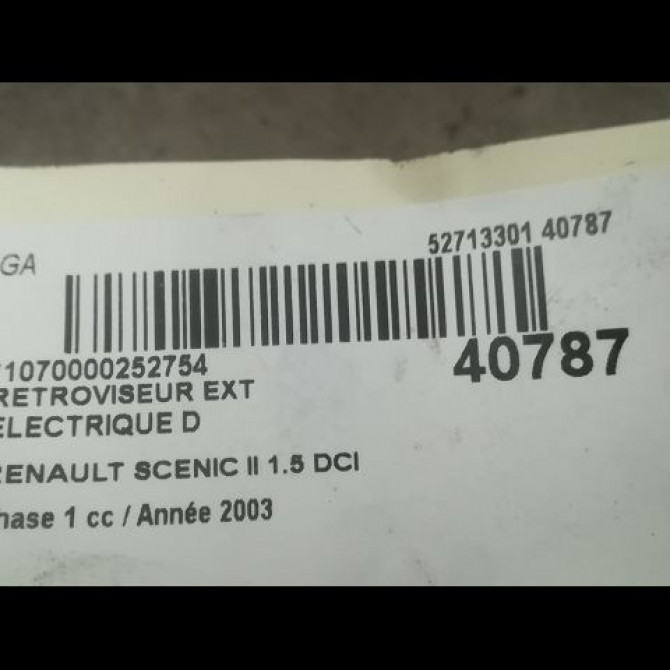 GA
52713301 40787
1070000252754
40787
RETROVISEUR EXT
ELECTRIQUE D
RENAULT SCENIC II 1.5 DCI
hase 1 cc / Année 2003